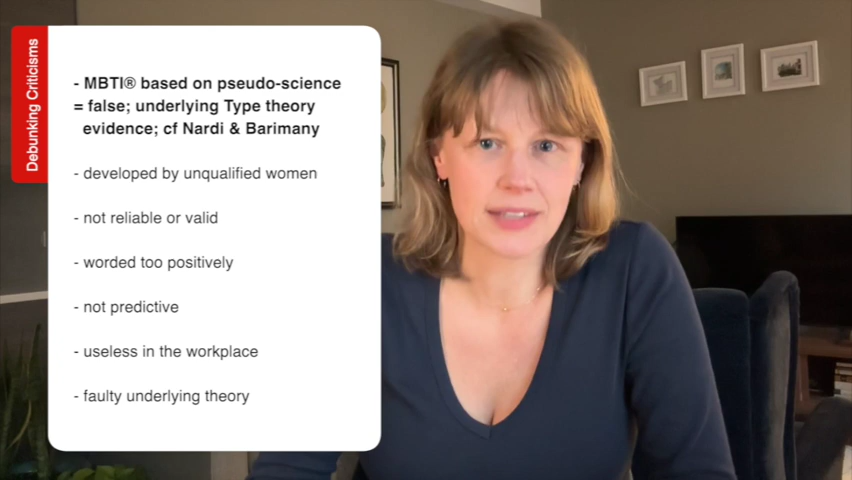 Debunking Criticisms
- MBTI® based on pseudo-science
= false; underlying Type theory
evidence; cf Nardi & Barimany
- developed by unqualified women
- not reliable or valid
- worded too positively
- not predictive
- useless in the workplace
- faulty underlying theory